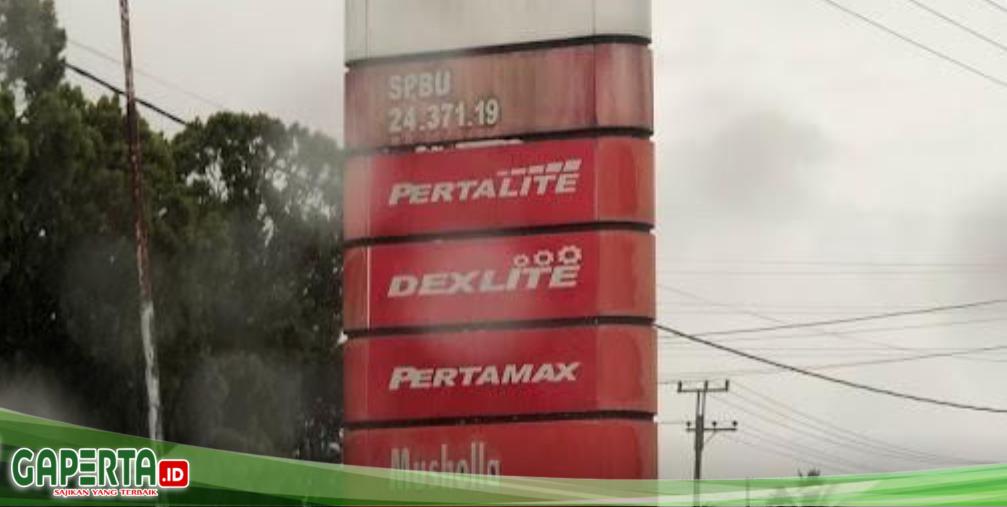 SPBU
24.371.19
PERTALITE
DEXLITE
PERTAMAX
Musholla
GAPERTA.ID
SAJIKAN YANG TERBAIK